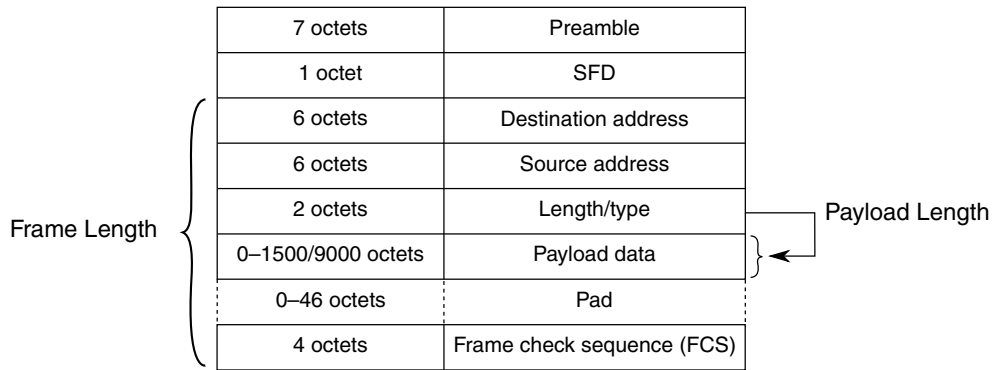 7 octets Preamble
1 octet SFD
6 octets Destination address
6 octets Source address
2 octets Length/type
Payload Length
Frame Length
0–1500/9000 octets Payload data
0–46 octets Pad
4 octets Frame check sequence (FCS)